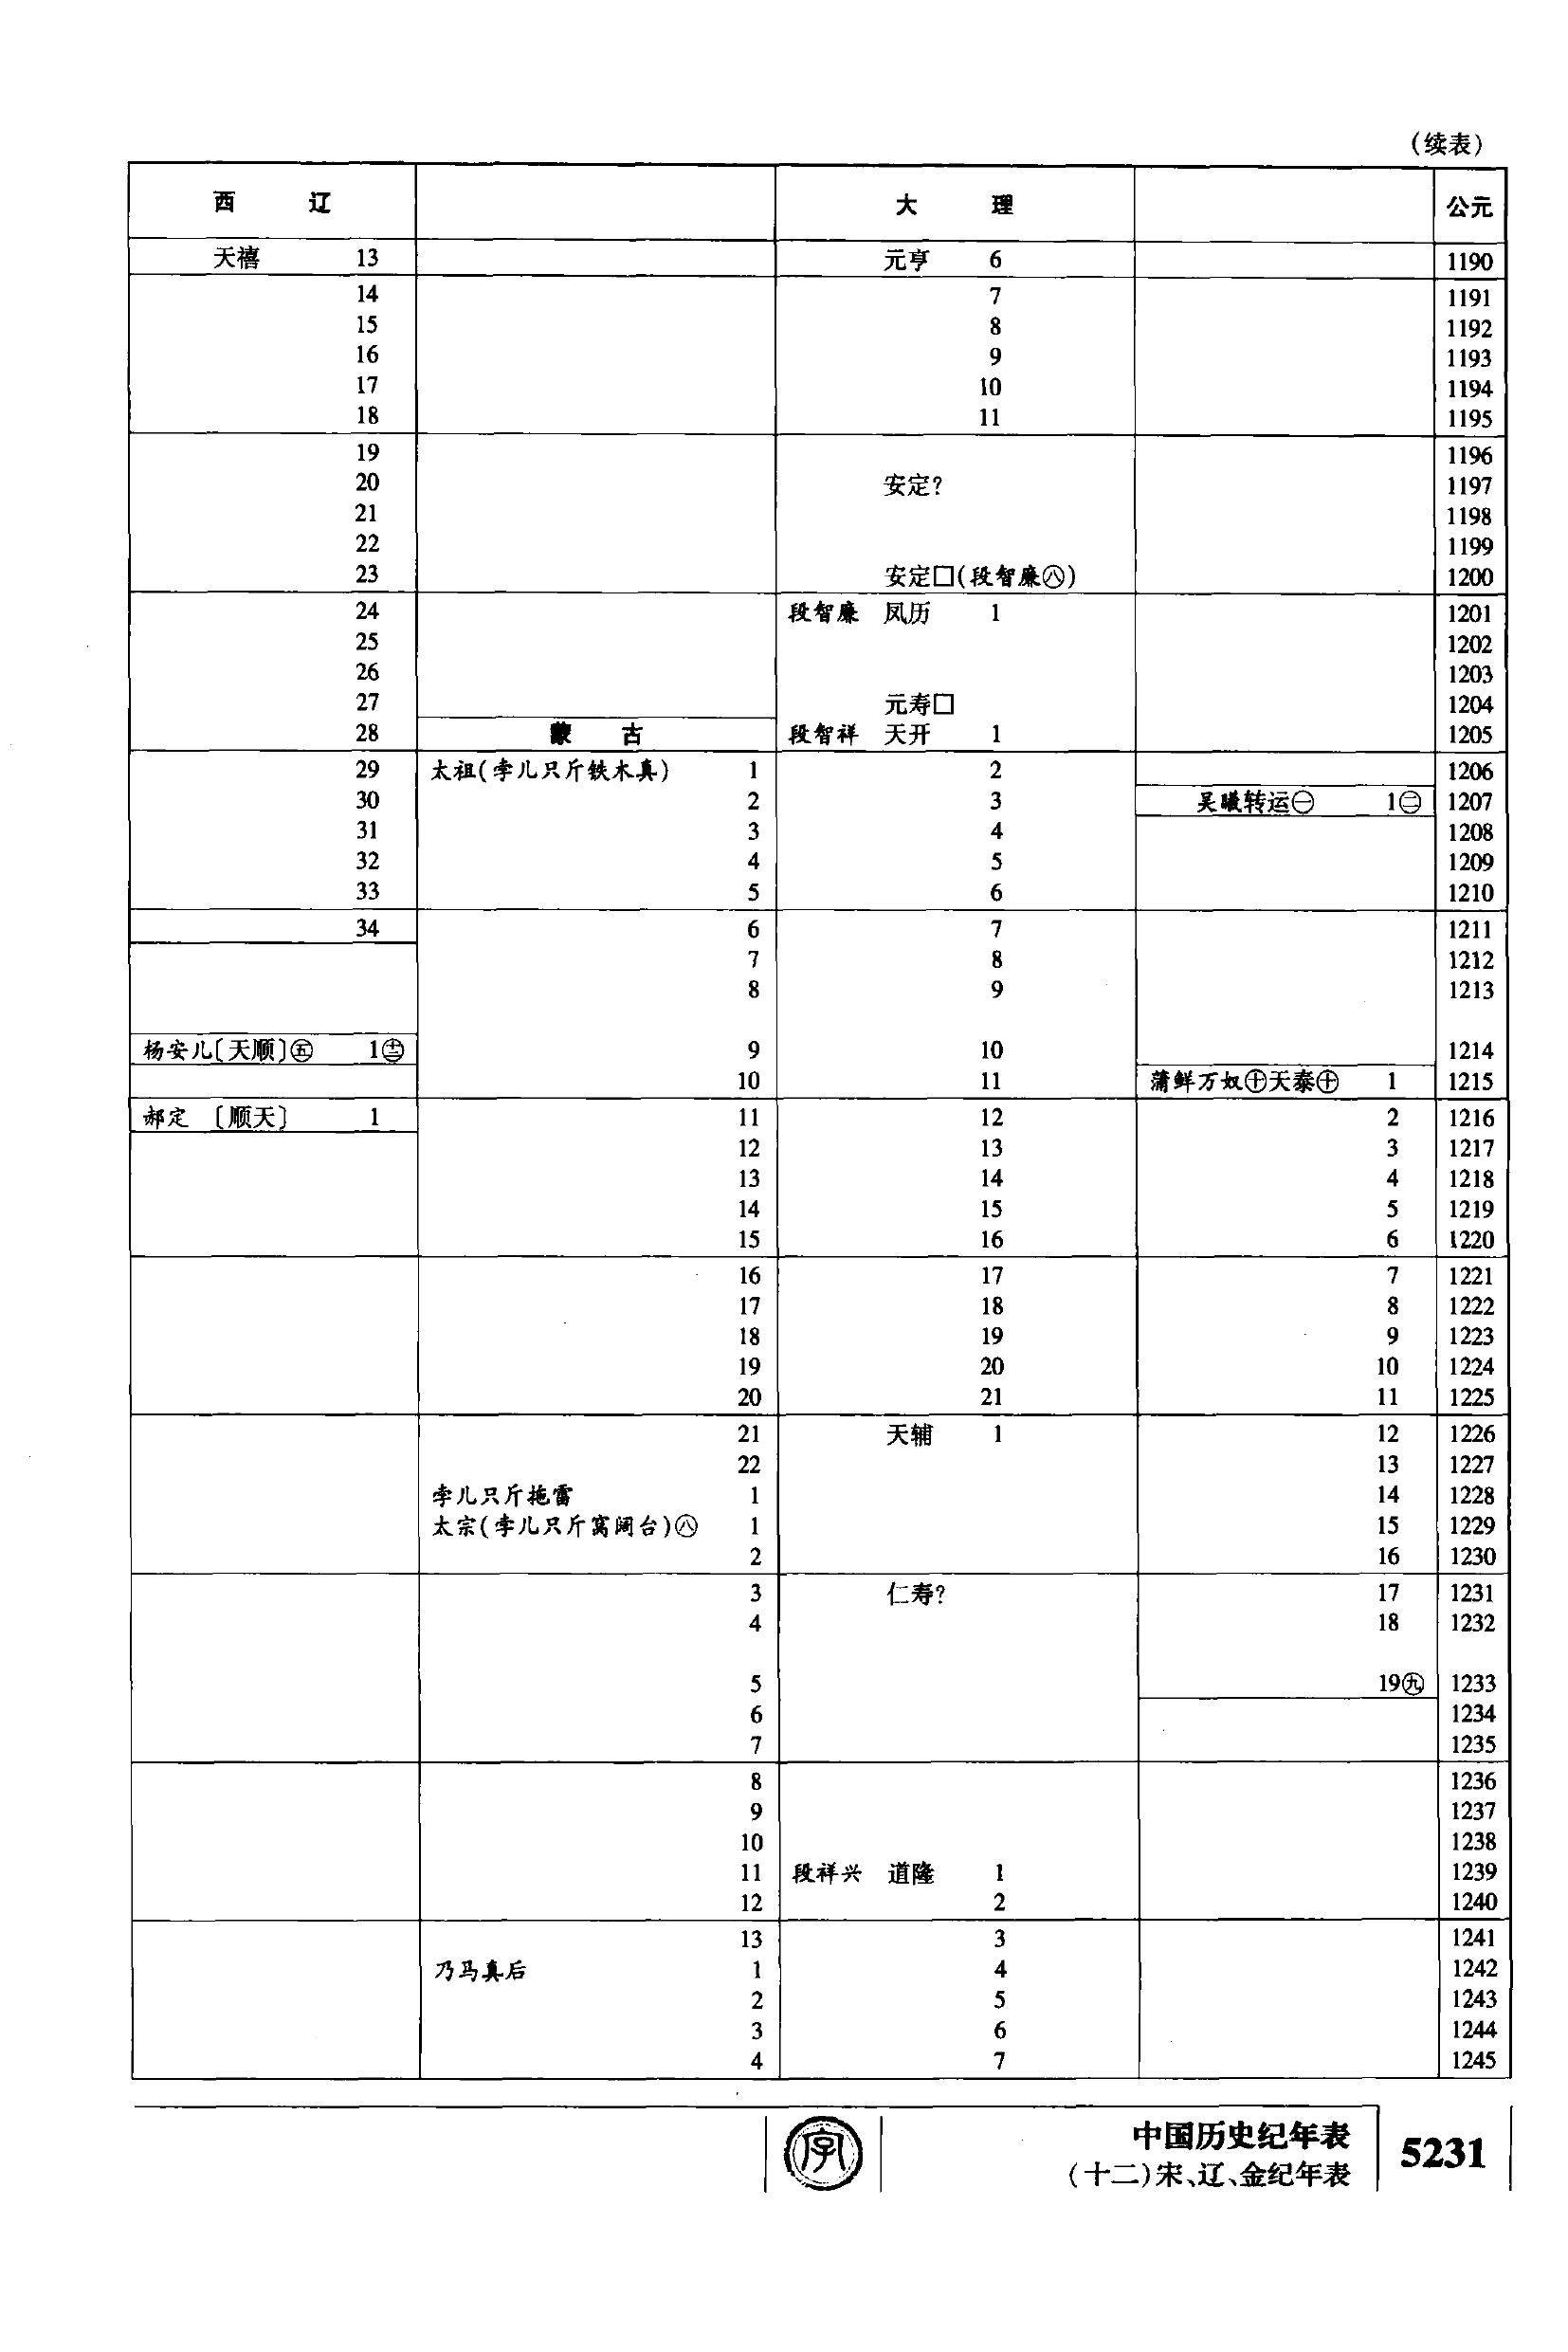 (续表)
西 辽 大 理 公元
天禧 13 元亨 6 1190
14 7 1191
15 8 1192
16 9 1193
17 10 1194
18 11 1195
19 1196
20 安定? 1197
21 1198
22 1199
23 安定□(段智廉㊇) 1200
24 段智廉 凤历 1 1201
25 1202
26 1203
27 元寿□ 1204
28 蒙 古 段智祥 天开 1 1205
29 太祖(孛儿只斤铁木真) 1 2 1206
30 2 3 吴曦转运㊀ 1㊁ 1207
31 3 4 1208
32 4 5 1209
33 5 6 1210
34 6 7 1211
7 8 1212
8 9 1213
杨安儿〔天顺〕㊄ 1㊷ 9 10 1214
10 11 蒲鲜万奴㊉天泰㊉ 1 1215
郝定 〔顺天〕 1 11 12 2 1216
12 13 3 1217
13 14 4 1218
14 15 5 1219
15 16 6 1220
16 17 7 1221
17 18 8 1222
18 19 9 1223
19 20 10 1224
20 21 11 1225
21 天辅 1 12 1226
22 13 1227
孛儿只斤拖雷 1 14 1228
太宗(孛儿只斤窝阔台)㊇ 1 15 1229
2 16 1230
3 仁寿? 17 1231
4 18 1232
5 19㊈ 1233
6 1234
7 1235
8 1236
9 1237
10 1238
11 段祥兴 道隆 1 1239
12 2 1240
13 3 1241
乃马真后 1 4 1242
2 5 1243
3 6 1244
4 7 1245
字
中国历史纪年表
(十二)宋、辽、金纪年表
5231